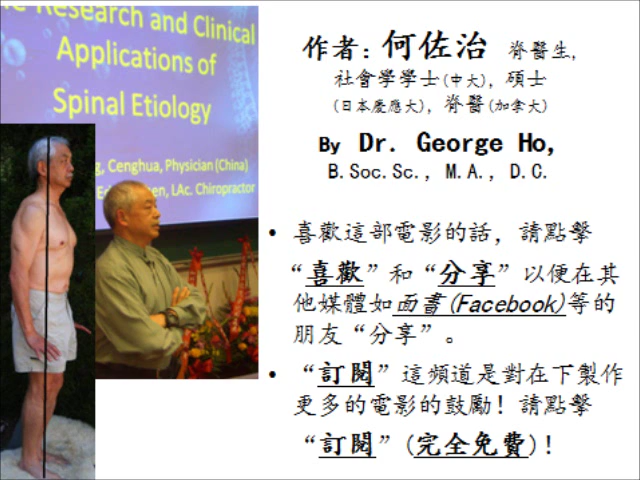 Research and Clinical
Applications of
Spinal Etiology
Cenghua, Physician (China)
LAc. Chiropractor
作者：何佐治 脊醫生,
社會學學士(中大), 碩士
(日本慶應大), 脊醫(加拿大)
By Dr. George Ho,
B.Soc.Sc., M.A., D.C.
• 喜歡這部電影的話, 請點擊
“喜歡”和“分享”以便在其
他媒體如面書(Facebook)等的
朋友“分享”。
• “訂閱”這頻道是對在下製作
更多的電影的鼓勵! 請點擊
“訂閱”(完全免費)!